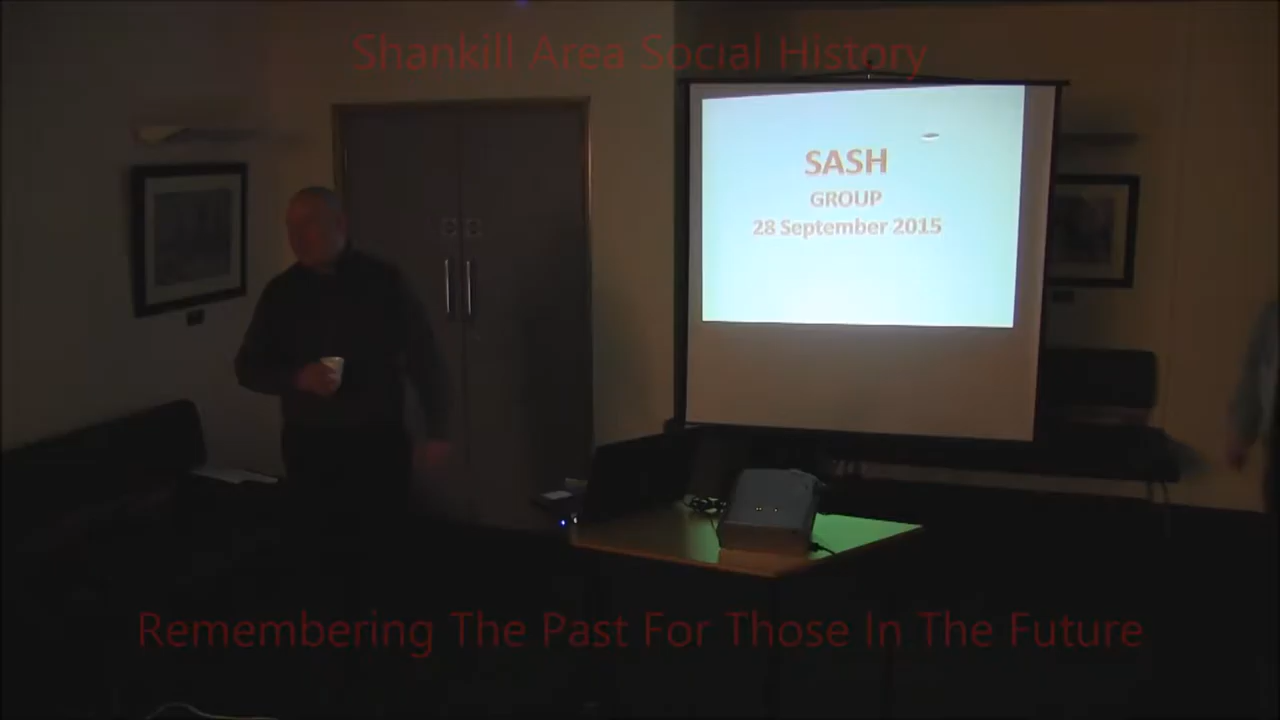 Shankill Area Social History
SASH
GROUP
28 September 2015
Remembering The Past For Those In The Future